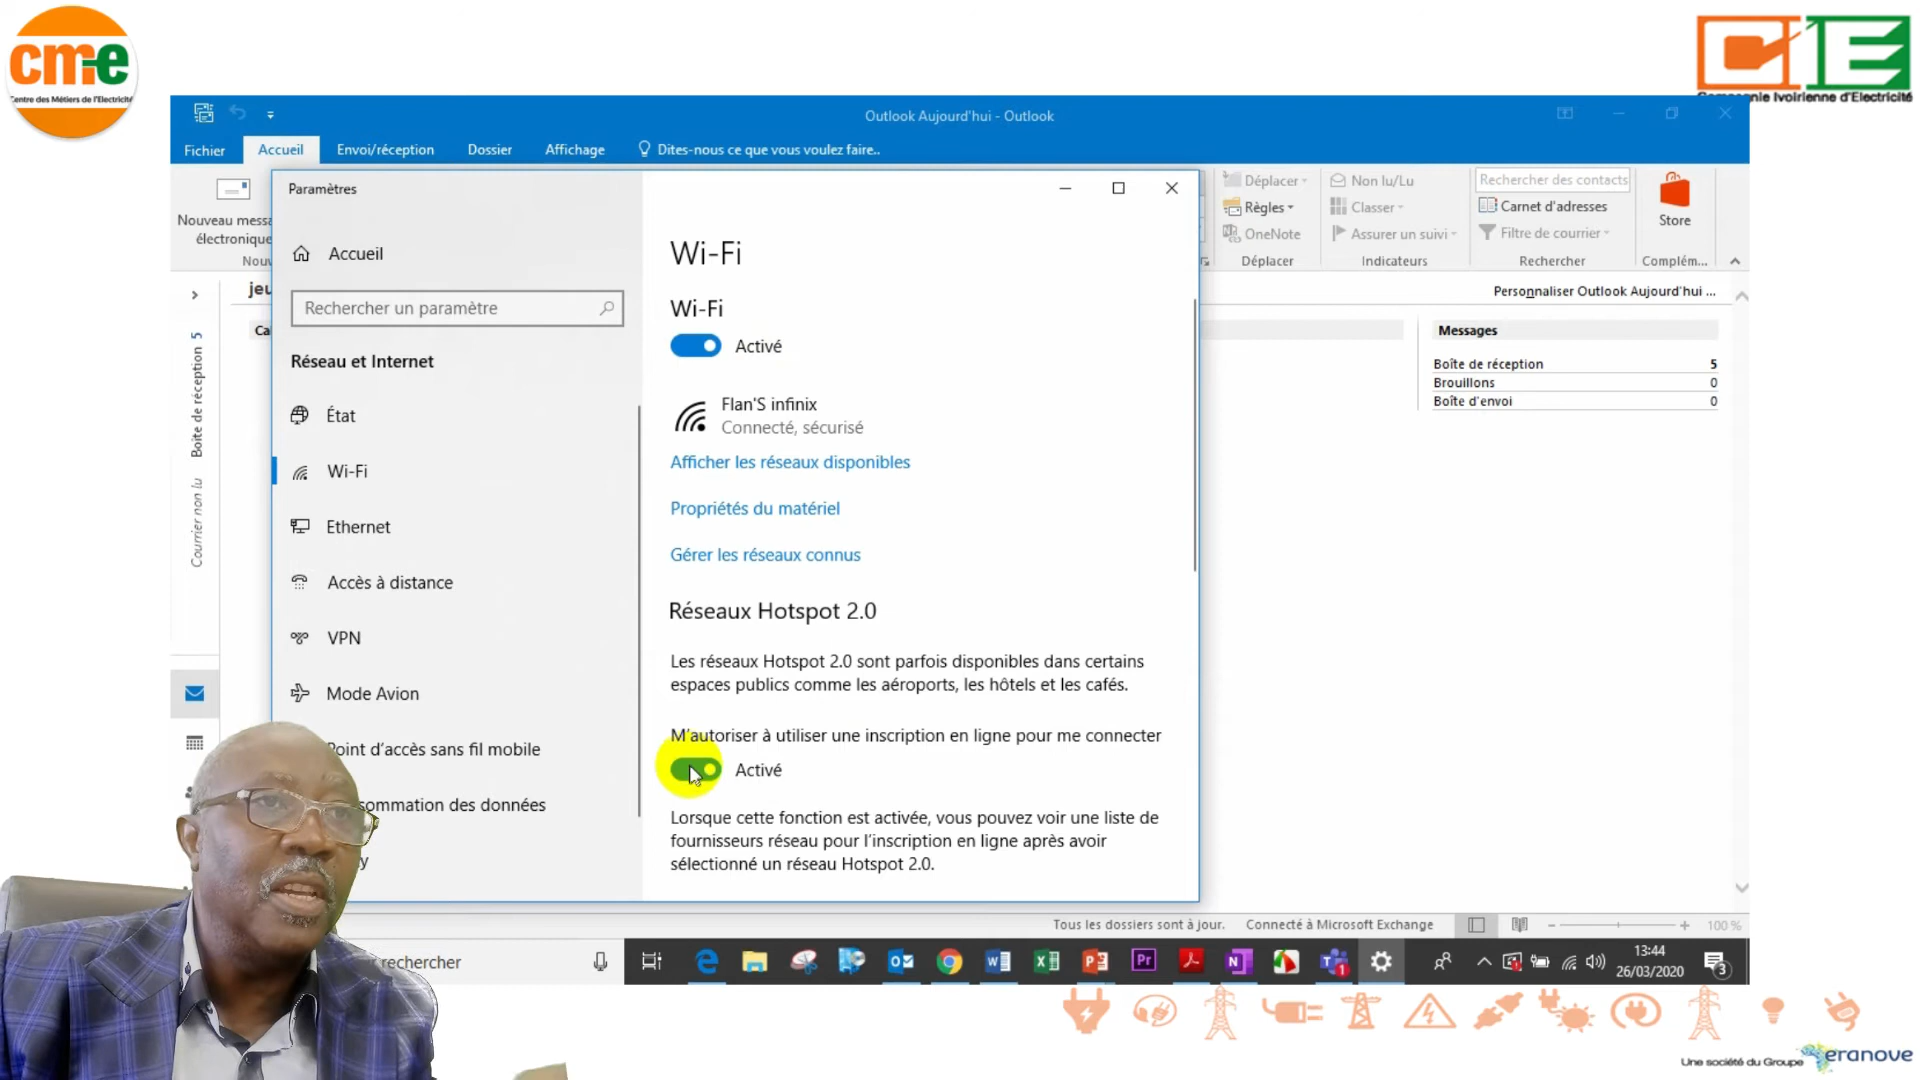 cme
Centre des Métiers de l'Electricité
CIE
Compagnie Ivoirienne d'Electricité
Outlook Aujourd'hui - Outlook
Fichier
Accueil
Envoi/réception
Dossier
Affichage
Dites-nous ce que vous voulez faire..
Nouveau messa
électronique
Nouv
Paramètres
Accueil
Rechercher un paramètre
Réseau et Internet
État
Wi-Fi
Ethernet
Accès à distance
VPN
Mode Avion
Point d'accès sans fil mobile
sommation des données
y
Wi-Fi
Wi-Fi
Activé
Flan'S infinix
Connecté, sécurisé
Afficher les réseaux disponibles
Propriétés du matériel
Gérer les réseaux connus
Réseaux Hotspot 2.0
Les réseaux Hotspot 2.0 sont parfois disponibles dans certains
espaces publics comme les aéroports, les hôtels et les cafés.
M'autoriser à utiliser une inscription en ligne pour me connecter
Activé
Lorsque cette fonction est activée, vous pouvez voir une liste de
fournisseurs réseau pour l'inscription en ligne après avoir
sélectionné un réseau Hotspot 2.0.
Déplacer
Règles
OneNote
Déplacer
Non lu/Lu
Classer
Assurer un suivi
Indicateurs
Rechercher des contacts
Carnet d'adresses
Filtre de courrier
Rechercher
Store
Complém...
jeu
Ca
Boîte de réception 5
Courrier non lu
Personnaliser Outlook Aujourd'hui ...
Messages
Boîte de réception 5
Brouillons 0
Boîte d'envoi 0
Tous les dossiers sont à jour.
Connecté à Microsoft Exchange
100 %
rechercher
Pr
1
13:44
26/03/2020
3
Une société du Groupe eranove